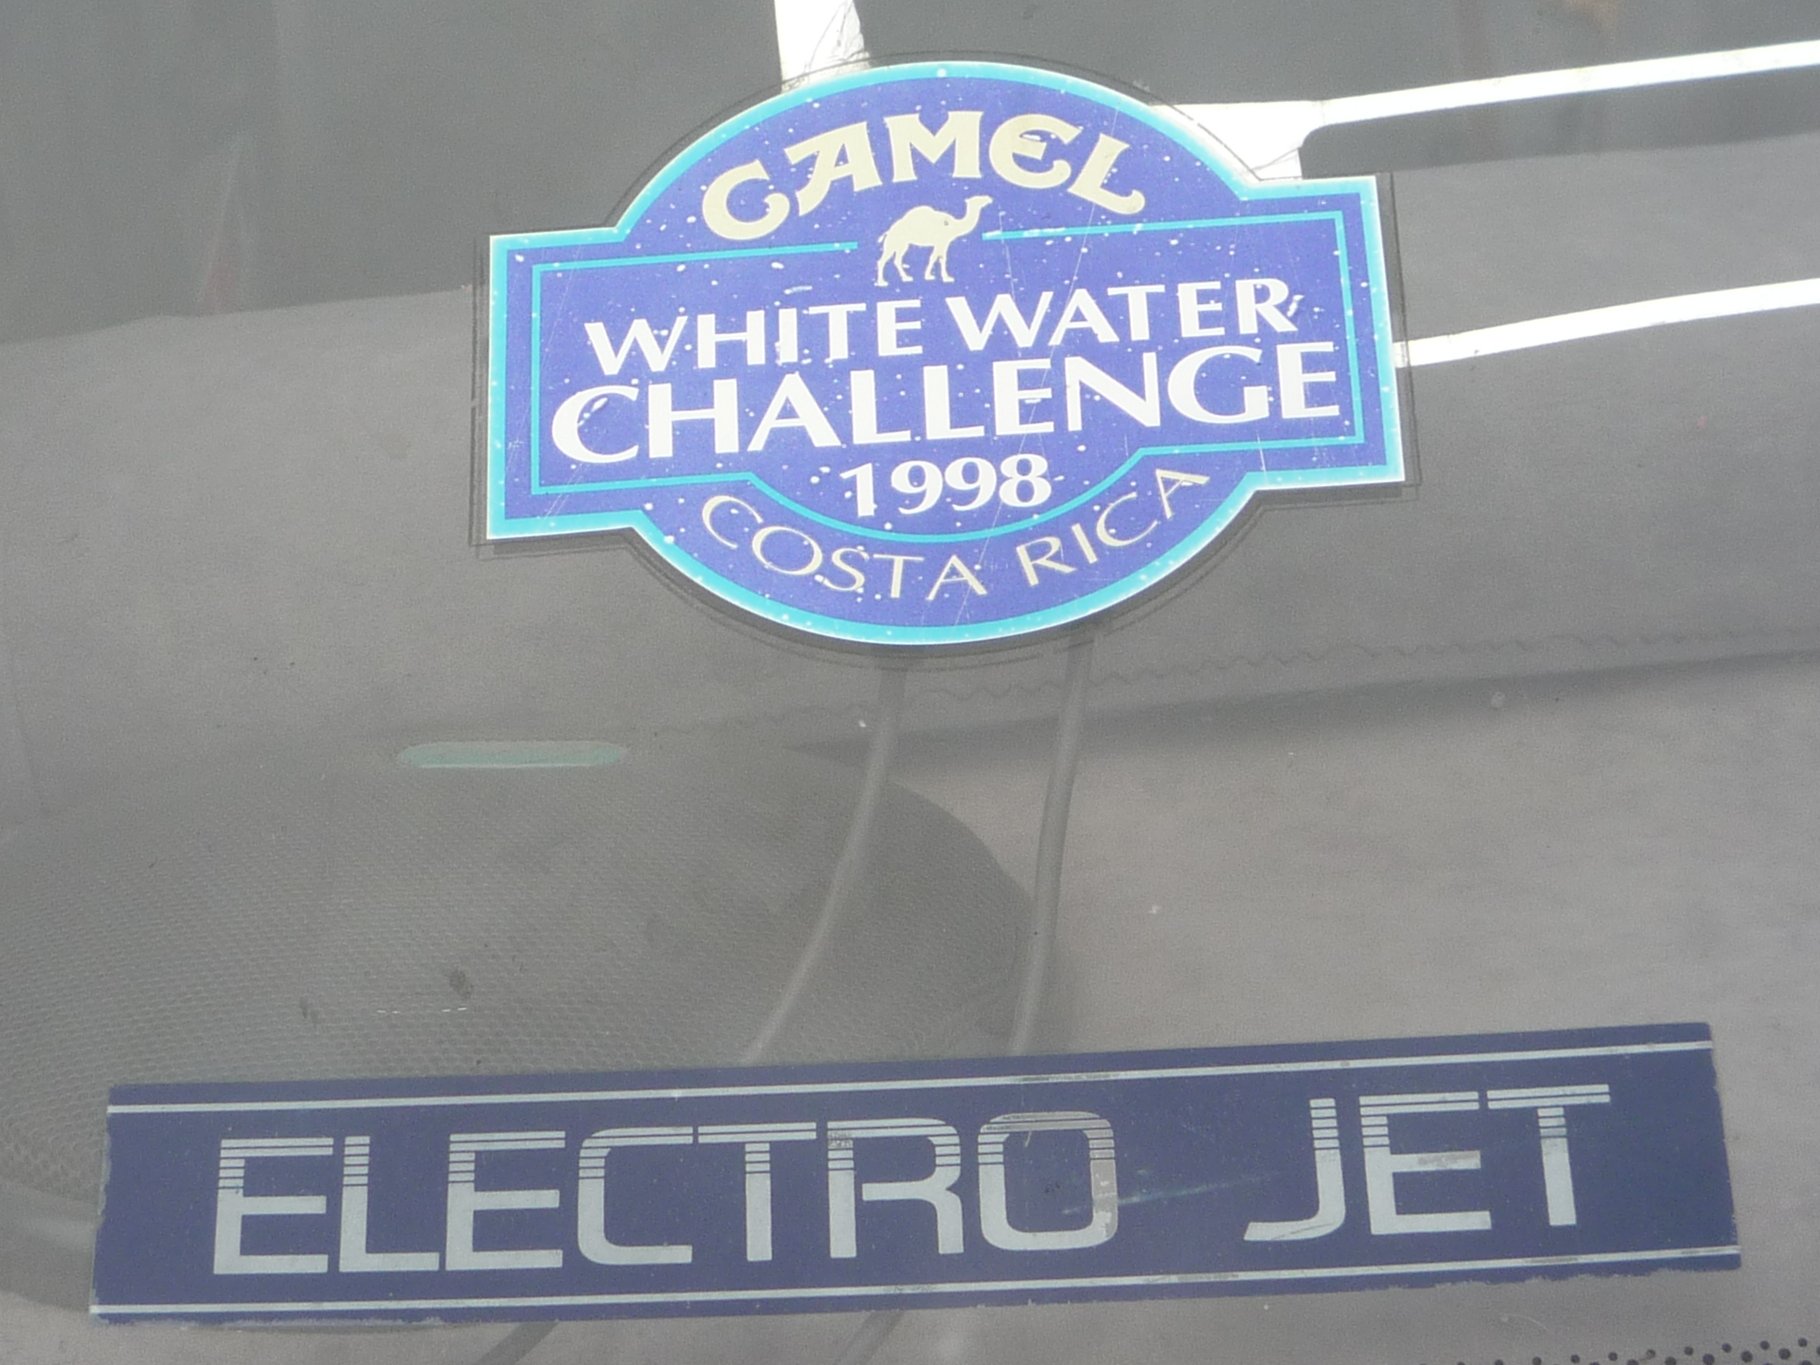 CAMEL
WHITE WATER
CHALLENGE
1998
COSTA RICA
ELECTRO JET